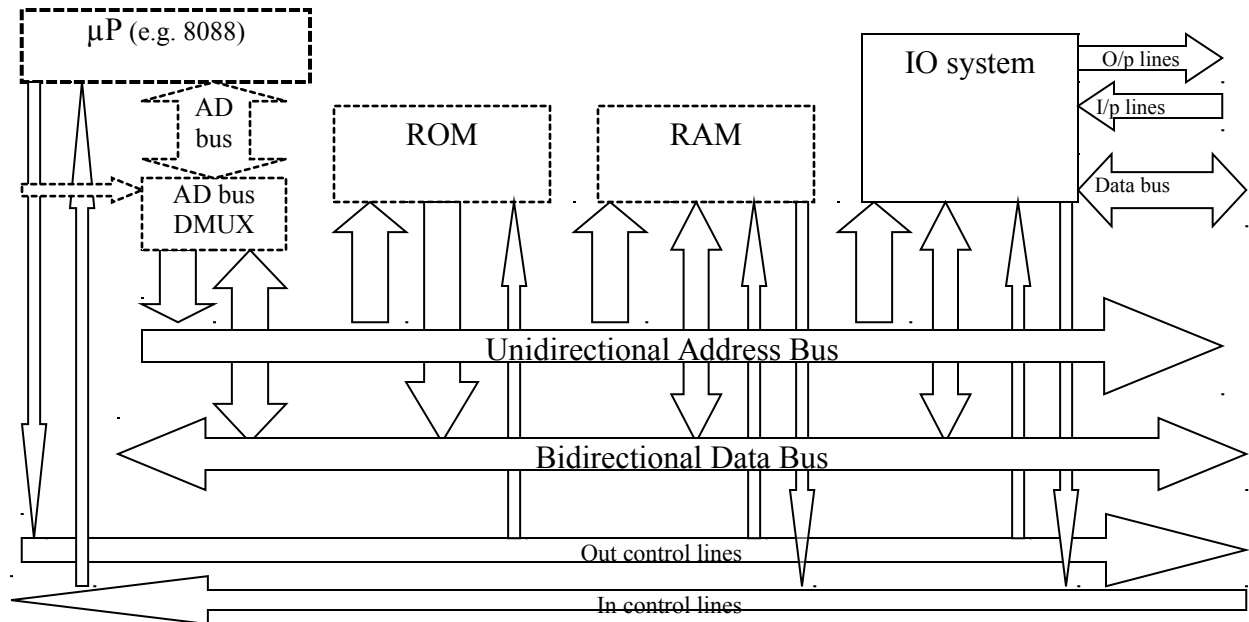 µP (e.g. 8088)
AD
bus
AD bus
DMUX
ROM
RAM
IO system
O/p lines
I/p lines
Data bus
Unidirectional Address Bus
Bidirectional Data Bus
Out control lines
In control lines